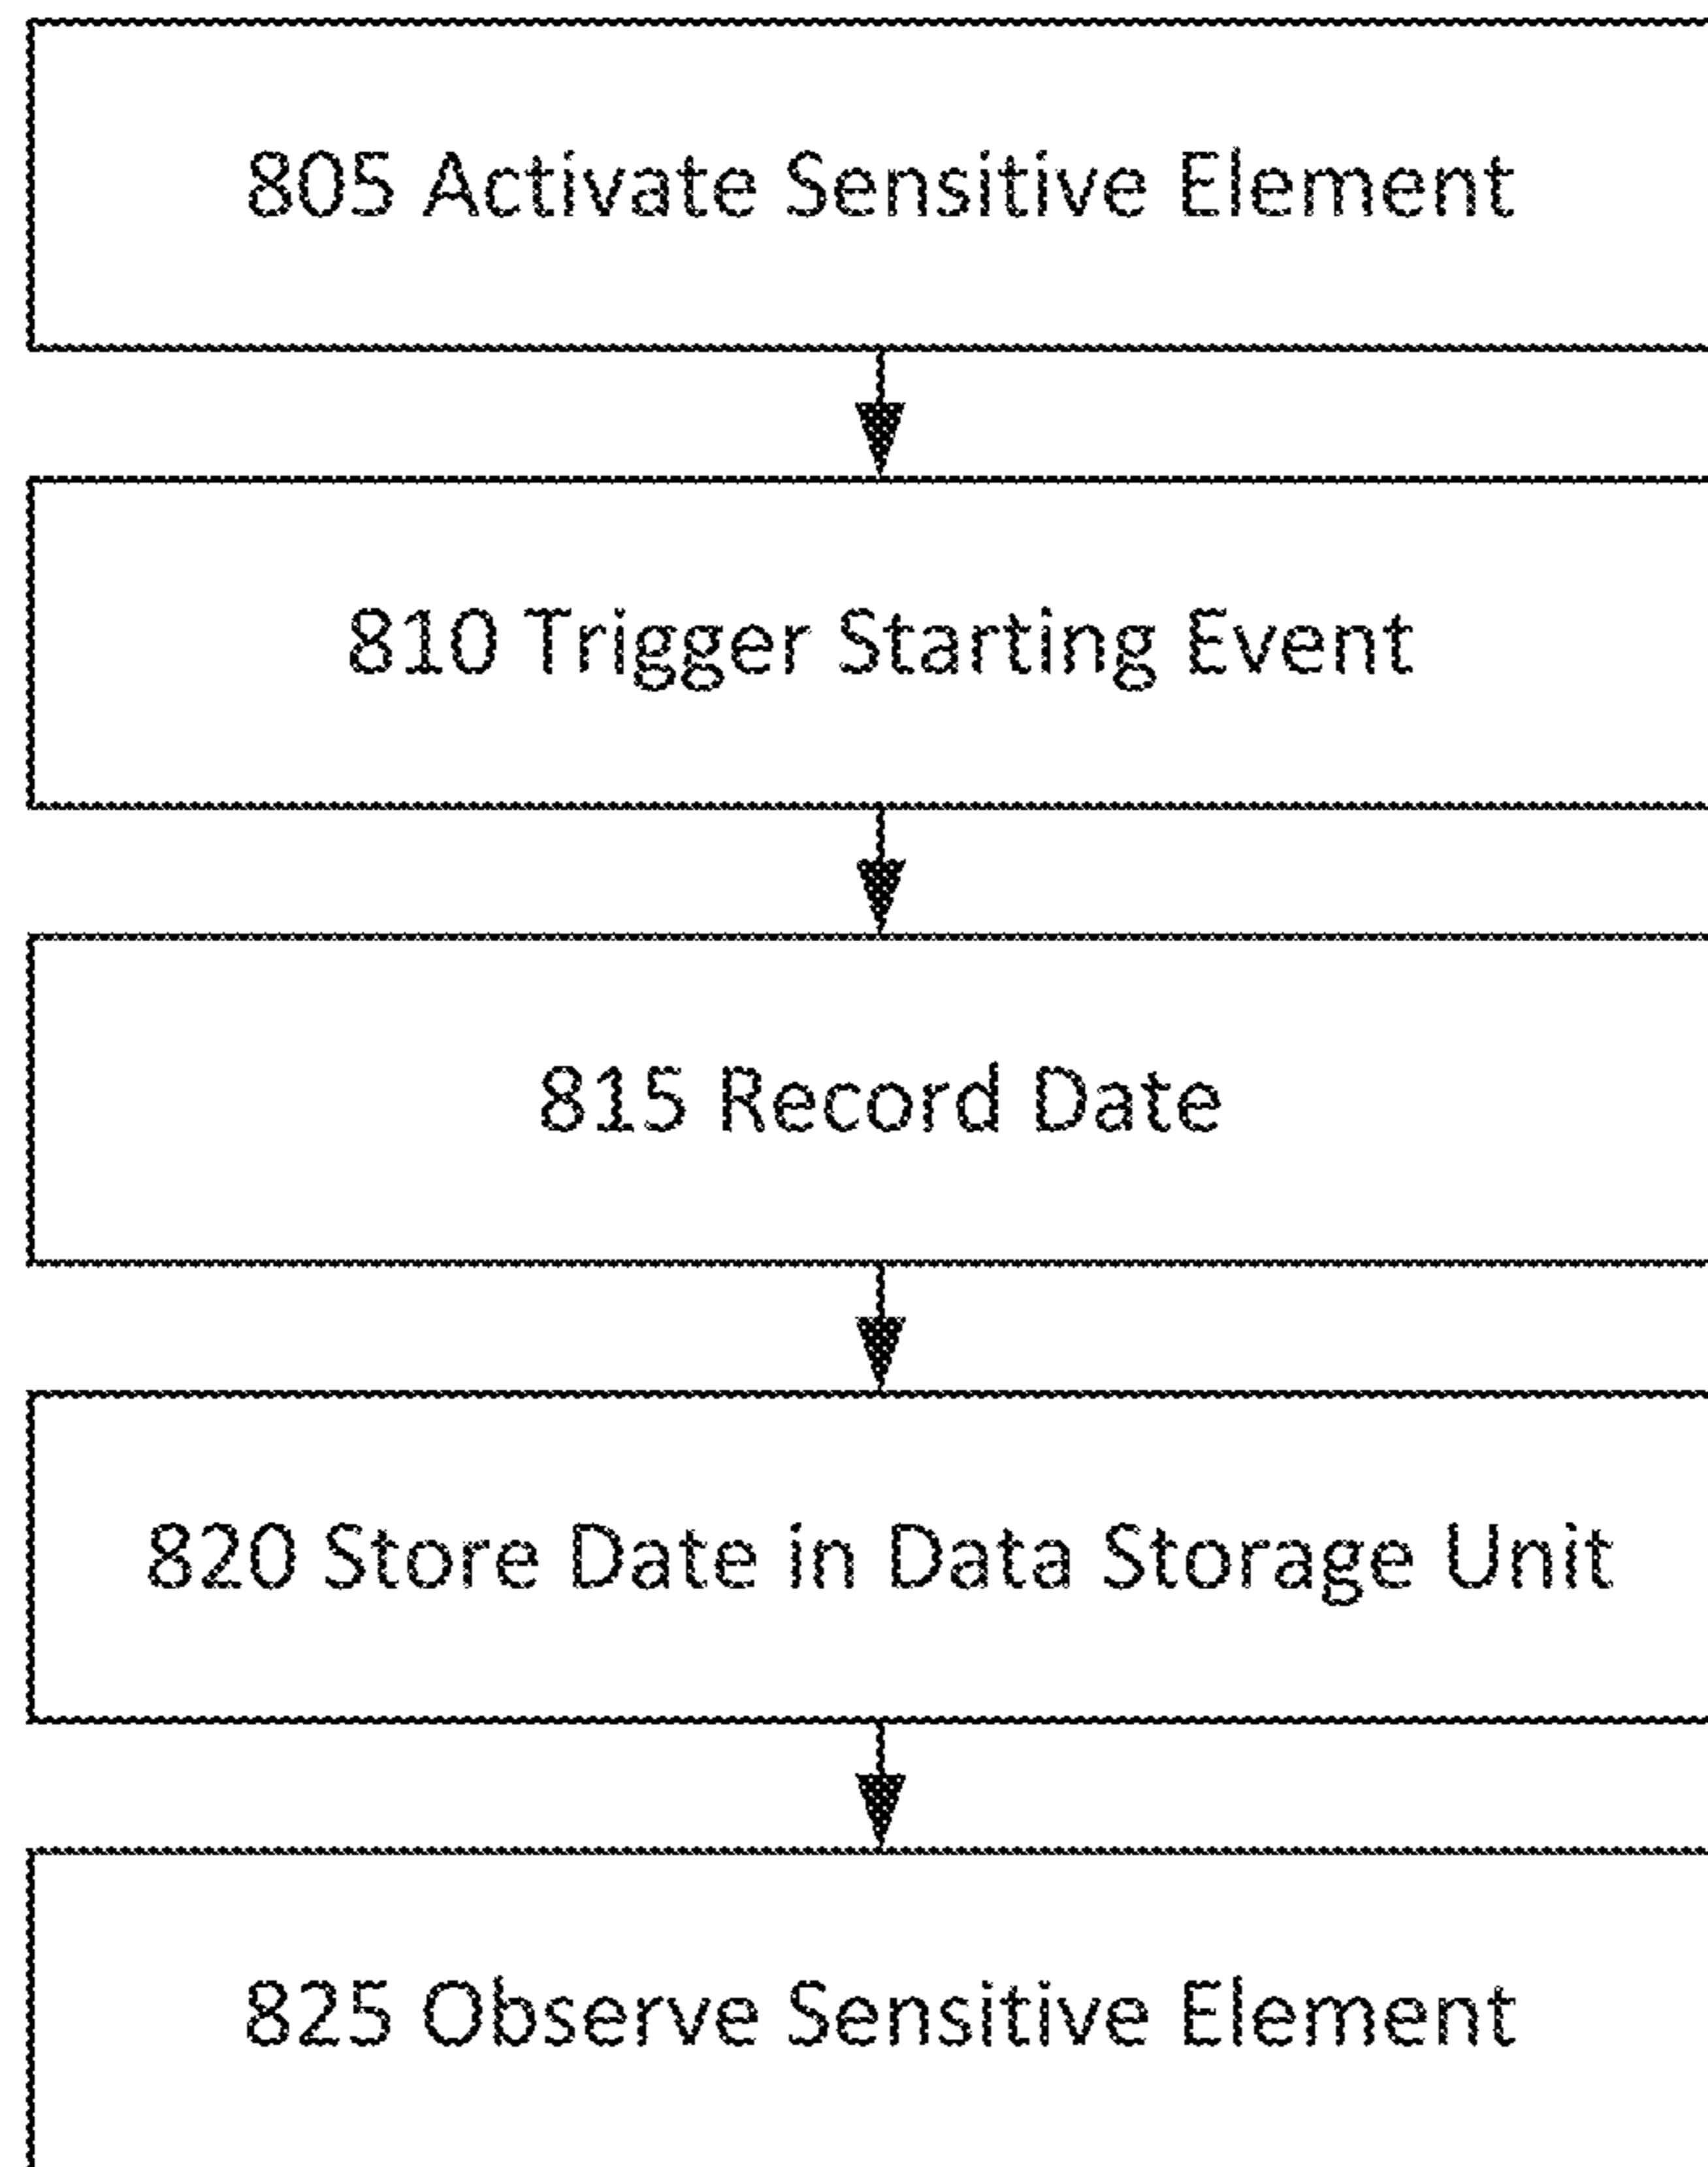 805 Activate Sensitive Element
810 Trigger Starting Event
815 Record Date
820 Store Date in Data Storage Unit
825 Observe Sensitive Element